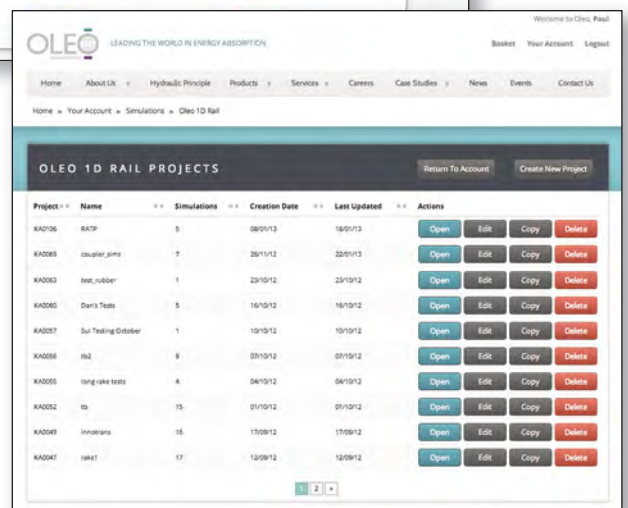 Welcome to Oleo, Paul
OLEO LEADING THE WORLD IN ENERGY ABSORPTION
Basket Your Account Logout
Home About Us Hydraulic Principle Products Services Careers Case Studies News Events Contact Us
Home » Your Account » Simulations » Oleo 1D Rail
OLEO 1D RAIL PROJECTS Return To Account Create New Project
Project Name Simulations Creation Date Last Updated Actions
KA0106 RATP 5 08/01/13 18/01/13 Open Edit Copy Delete
KA0069 coupler_sims 7 26/11/12 22/01/13 Open Edit Copy Delete
KA0063 test_rubber 1 23/10/12 23/10/12 Open Edit Copy Delete
KA0060 Dan's Tests 5 16/10/12 16/10/12 Open Edit Copy Delete
KA0057 Sul Testing October 1 10/10/12 10/10/12 Open Edit Copy Delete
KA0056 tb2 9 07/10/12 07/10/12 Open Edit Copy Delete
KA0055 long rake tests 4 04/10/12 04/10/12 Open Edit Copy Delete
KA0052 tb 15 01/10/12 01/10/12 Open Edit Copy Delete
KA0049 Innotrans 16 17/09/12 17/09/12 Open Edit Copy Delete
KA0047 rake1 17 12/09/12 12/09/12 Open Edit Copy Delete
1 2 »